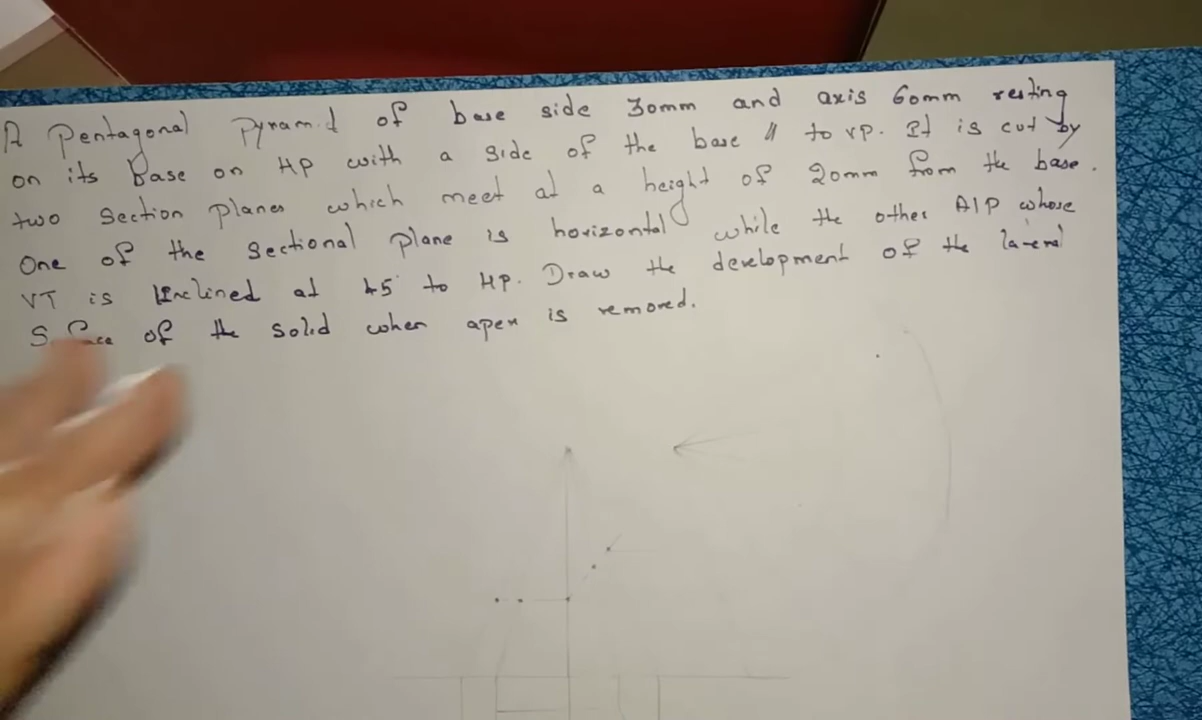 A Pentagonal Pyramid of base side 30mm and axis 60mm resting
on its Base on HP with a side of the base // to VP. It is cut by
two Section Planes which meet at a height of 20mm from the base.
One of the Sectional plane is horizontal while the other AIP whose
VT is Inclined at 45° to HP. Draw the development of the lateral
of the Solid when apex is removed.